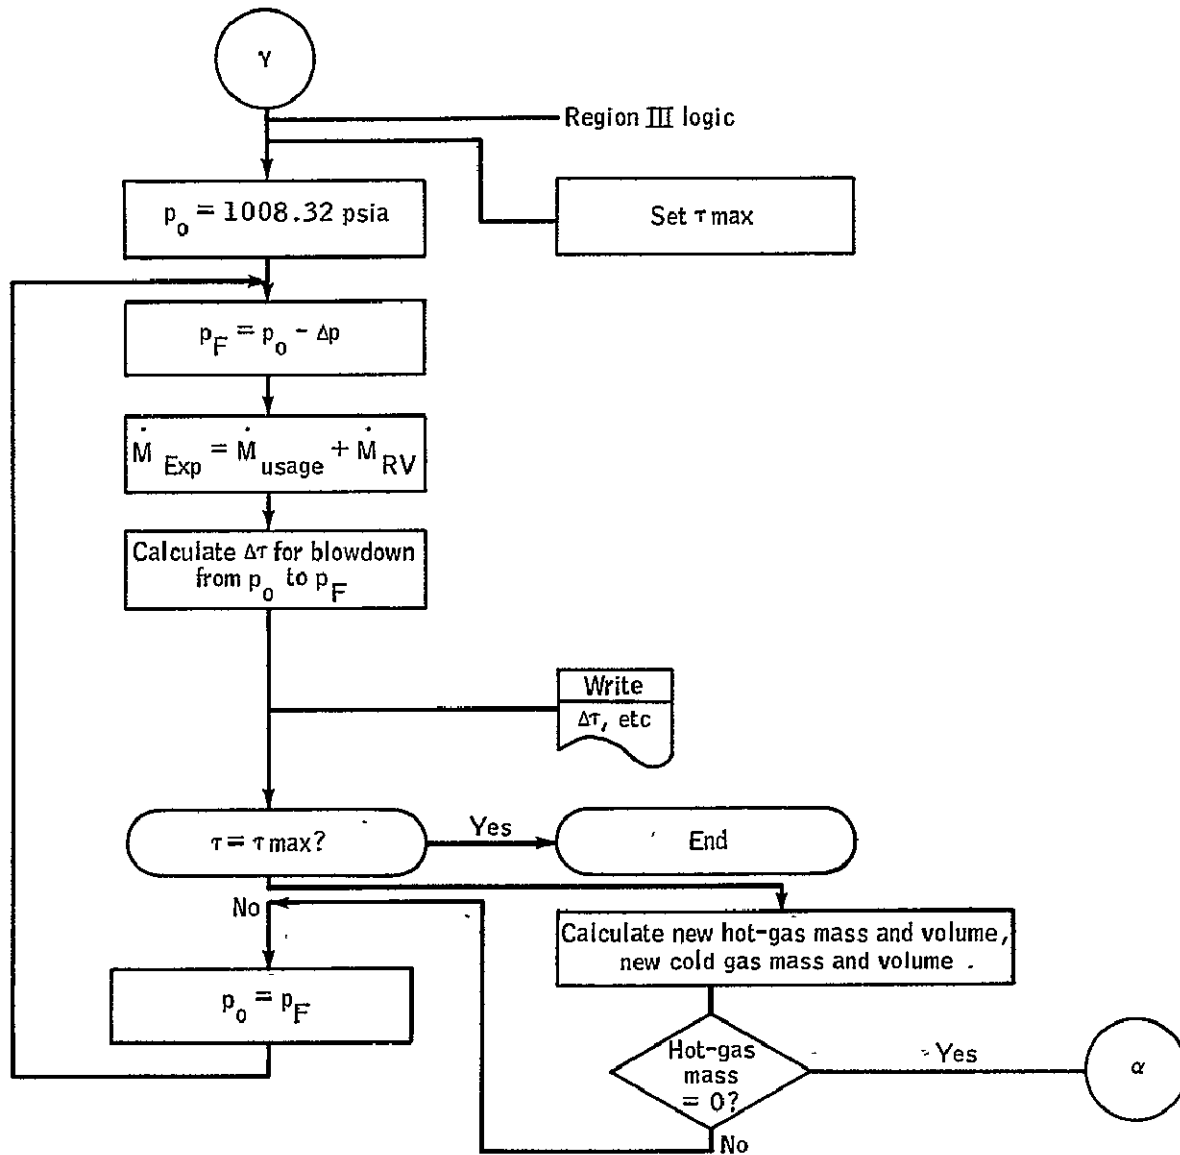 γ
Region III logic
p_o = 1008.32 psia
Set τ max
p_F = p_o - Δp
Ṁ_Exp = Ṁ_usage + Ṁ_RV
Calculate Δτ for blowdown
from p_o to p_F
Write
Δτ, etc
τ = τ max?
Yes
End
No
Calculate new hot-gas mass and volume,
new cold gas mass and volume .
p_o = p_F
Hot-gas
mass
= 0?
Yes
α
No